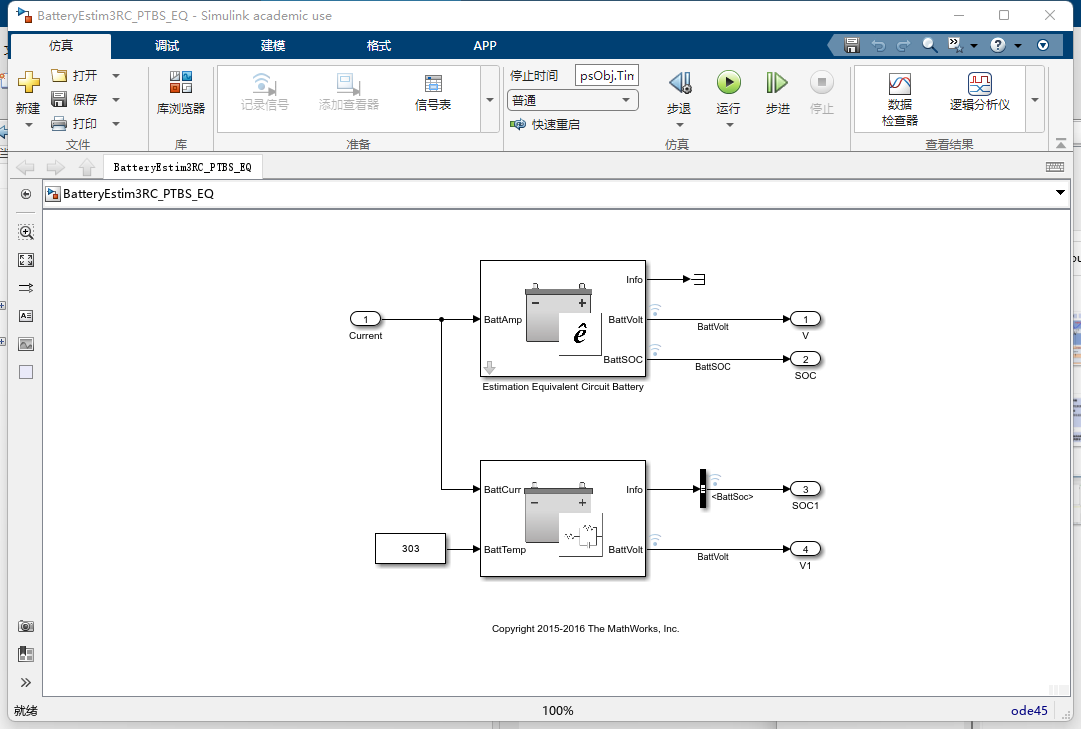 BatteryEstim3RC_PTBS_EQ - Simulink academic use
仿真 调试 建模 格式 APP
新建
打开
保存
打印
文件
库浏览器
库
记录信号
添加查看器
信号表
准备
停止时间 psObj.Tin
普通
快速重启
步退
运行
步进
停止
仿真
数据
检查器
逻辑分析仪
查看结果
BatteryEstim3RC_PTBS_EQ
BatteryEstim3RC_PTBS_EQ
Info
1
Current
BattAmp
BattVolt
BattVolt
1
V
BattSOC
BattSOC
2
SOC
ê
Estimation Equivalent Circuit Battery
BattCurr
Info
<BattSoc>
3
SOC1
303
BattTemp
BattVolt
BattVolt
4
V1
Copyright 2015-2016 The MathWorks, Inc.
就绪 100% ode45